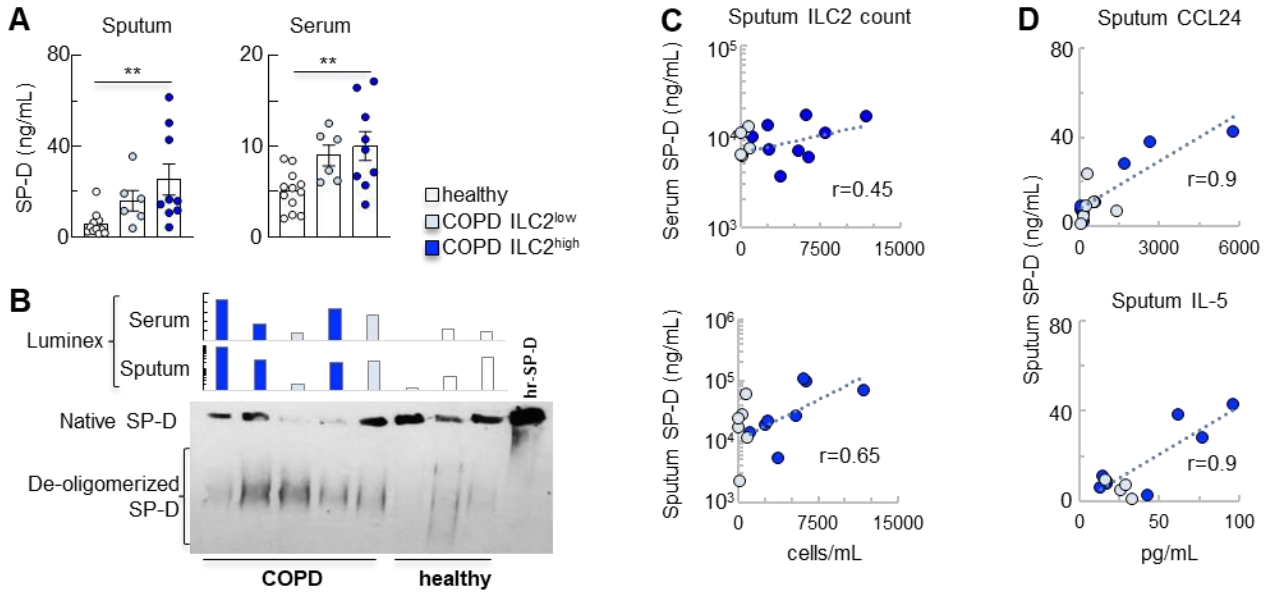 A
Sputum
Serum
SP-D (ng/mL)
80
40
0
**
20
10
0
**
healthy
COPD ILC2low
COPD ILC2high
B
Luminex
Serum
Sputum
hr-SP-D
Native SP-D
De-oligomerized
SP-D
COPD
healthy
C
Sputum ILC2 count
Serum SP-D (ng/mL)
10⁵
10⁴
10³
r=0.45
0 7500 15000
Sputum SP-D (ng/mL)
10⁶
10⁵
10⁴
10³
r=0.65
0 7500 15000
cells/mL
D
Sputum CCL24
Sputum SP-D (ng/mL)
80
40
0
r=0.9
0 3000 6000
Sputum IL-5
80
40
0
r=0.9
0 50 100
pg/mL